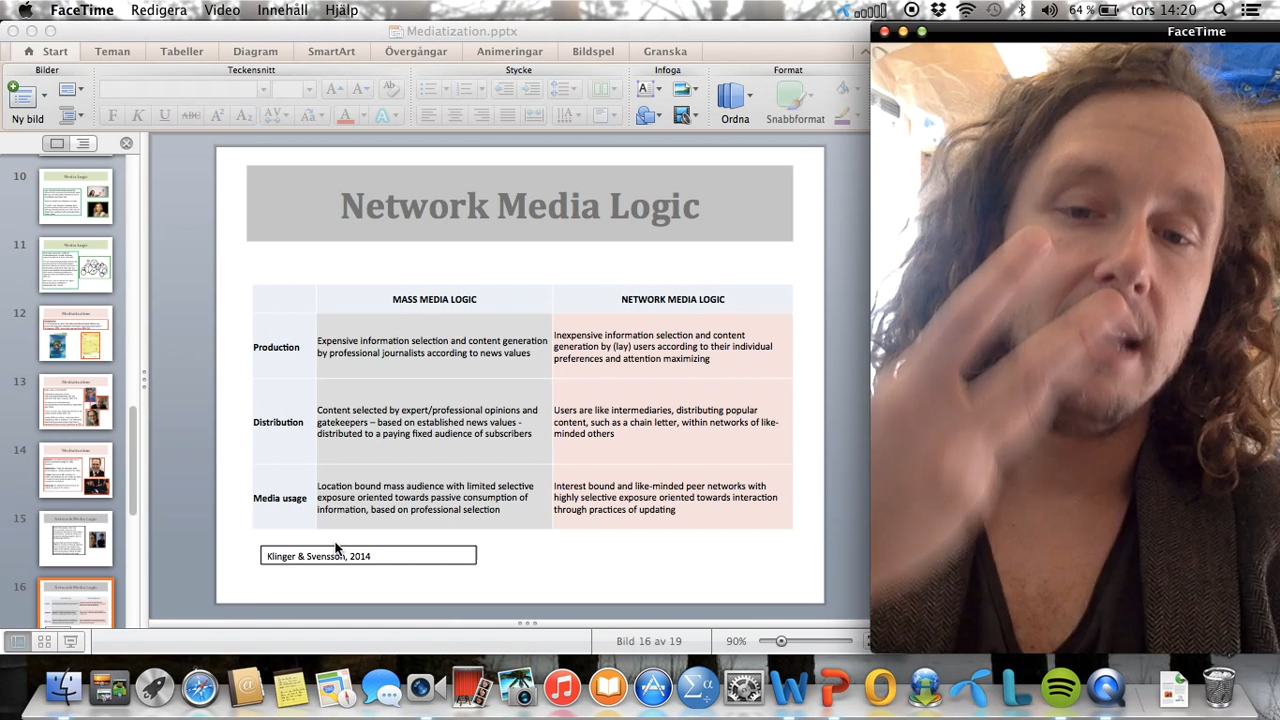 FaceTime Redigera Video Innehåll Hjälp 64 % tors 14:20
Mediatization.pptx
FaceTime
Start Teman Tabeller Diagram SmartArt Övergångar Animeringar Bildspel Granska
Bilder Teckensnitt Stycke Infoga Format
Ny bild Ordna Snabbformat
10
11
12
13
14
15
16
Media Logic
Media Logic
Network Media Logic
Network Media Logic
MASS MEDIA LOGIC NETWORK MEDIA LOGIC
Production
Expensive information selection and content generation
by professional journalists according to news values
Inexpensive information selection and content
generation by (lay) users according to their individual
preferences and attention maximizing
Distribution
Content selected by expert/professional opinions and
gatekeepers – based on established news values -
distributed to a paying fixed audience of subscribers
Users are like intermediaries, distributing popular
content, such as a chain letter, within networks of like-
minded others
Media usage
Location bound mass audience with limited selective
exposure oriented towards passive consumption of
information, based on professional selection
Interest bound and like-minded peer networks with
highly selective exposure oriented towards interaction
through practices of updating
Klinger & Svensson, 2014
Bild 16 av 19 90%